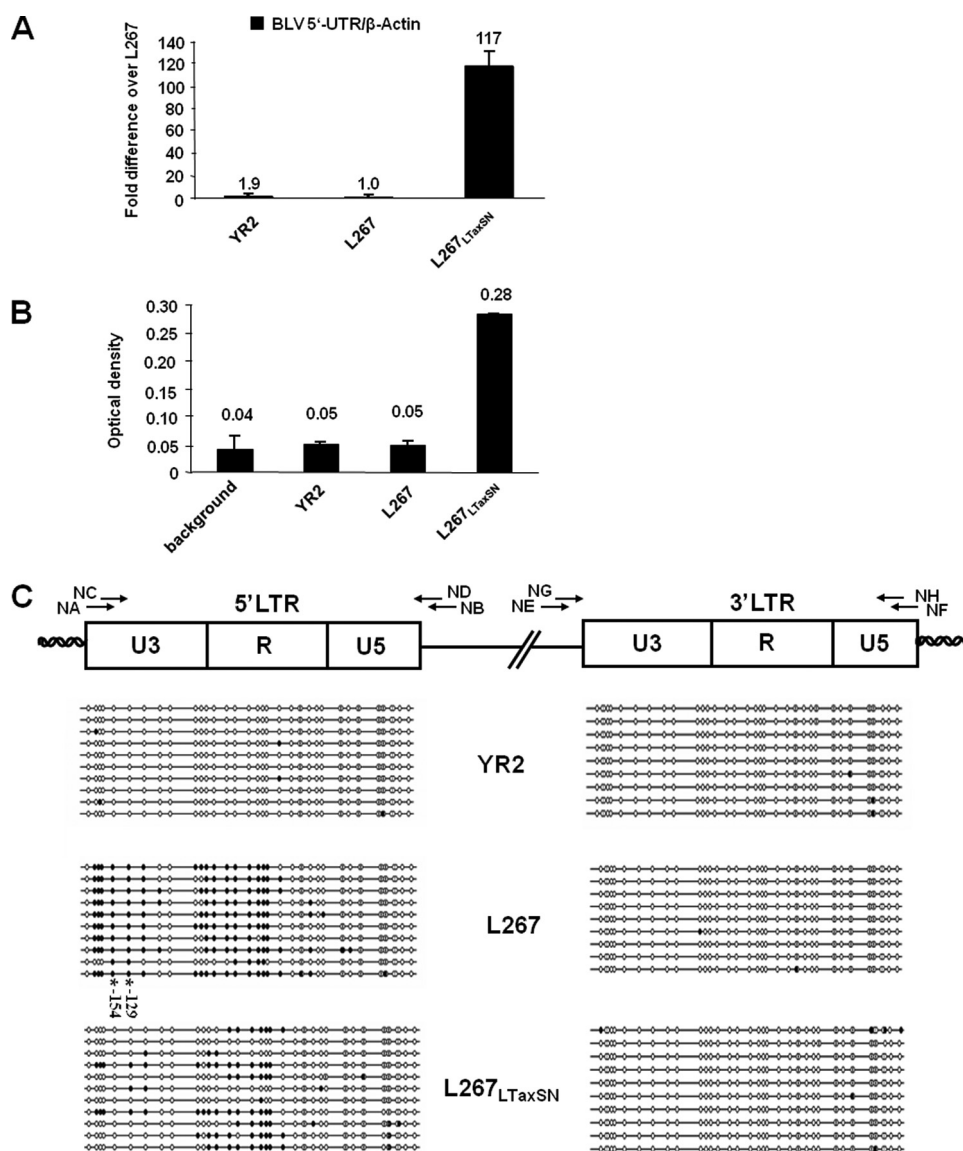 A
BLV 5‘-UTR/β-Actin
Fold difference over L267
140
120
100
80
60
40
20
0
1.9
1.0
117
YR2
L267
L267LTaxSN
B
Optical density
0.30
0.25
0.20
0.15
0.10
0.05
0
0.04
0.05
0.05
0.28
background
YR2
L267
L267LTaxSN
C
NC
NA
5’LTR
ND
NB
NG
NE
3’LTR
NH
NF
U3 R U5
U3 R U5
YR2
L267
*-154
*-129
L267LTaxSN